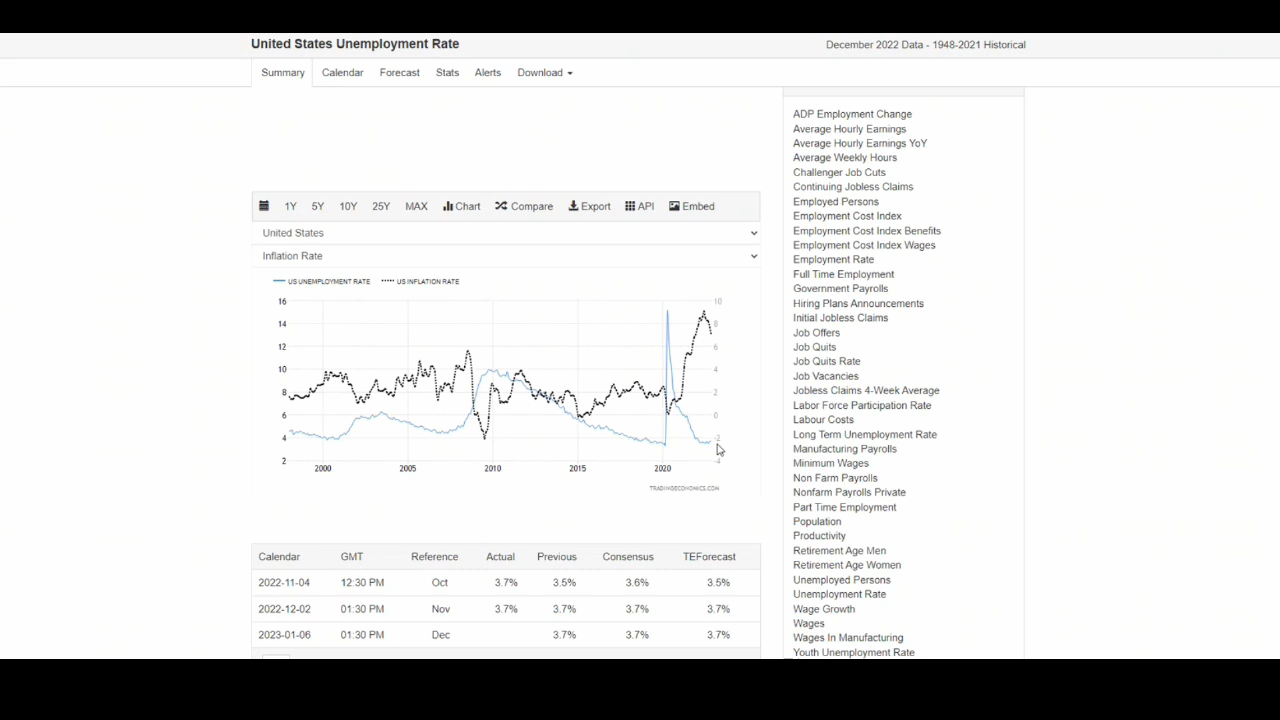 United States Unemployment Rate
December 2022 Data - 1948-2021 Historical
Summary Calendar Forecast Stats Alerts Download
1Y 5Y 10Y 25Y MAX Chart Compare Export API Embed
United States
Inflation Rate
US UNEMPLOYMENT RATE US INFLATION RATE
16 10
14 8
12 6
10 4
8 2
6 0
4 -2
2 -4
2000 2005 2010 2015 2020
TRADINGECONOMICS.COM
Calendar GMT Reference Actual Previous Consensus TEForecast
2022-11-04 12:30 PM Oct 3.7% 3.5% 3.6% 3.5%
2022-12-02 01:30 PM Nov 3.7% 3.7% 3.7% 3.7%
2023-01-06 01:30 PM Dec 3.7% 3.7% 3.7%
ADP Employment Change
Average Hourly Earnings
Average Hourly Earnings YoY
Average Weekly Hours
Challenger Job Cuts
Continuing Jobless Claims
Employed Persons
Employment Cost Index
Employment Cost Index Benefits
Employment Cost Index Wages
Employment Rate
Full Time Employment
Government Payrolls
Hiring Plans Announcements
Initial Jobless Claims
Job Offers
Job Quits
Job Quits Rate
Job Vacancies
Jobless Claims 4-Week Average
Labor Force Participation Rate
Labour Costs
Long Term Unemployment Rate
Manufacturing Payrolls
Minimum Wages
Non Farm Payrolls
Nonfarm Payrolls Private
Part Time Employment
Population
Productivity
Retirement Age Men
Retirement Age Women
Unemployed Persons
Unemployment Rate
Wage Growth
Wages
Wages In Manufacturing
Youth Unemployment Rate